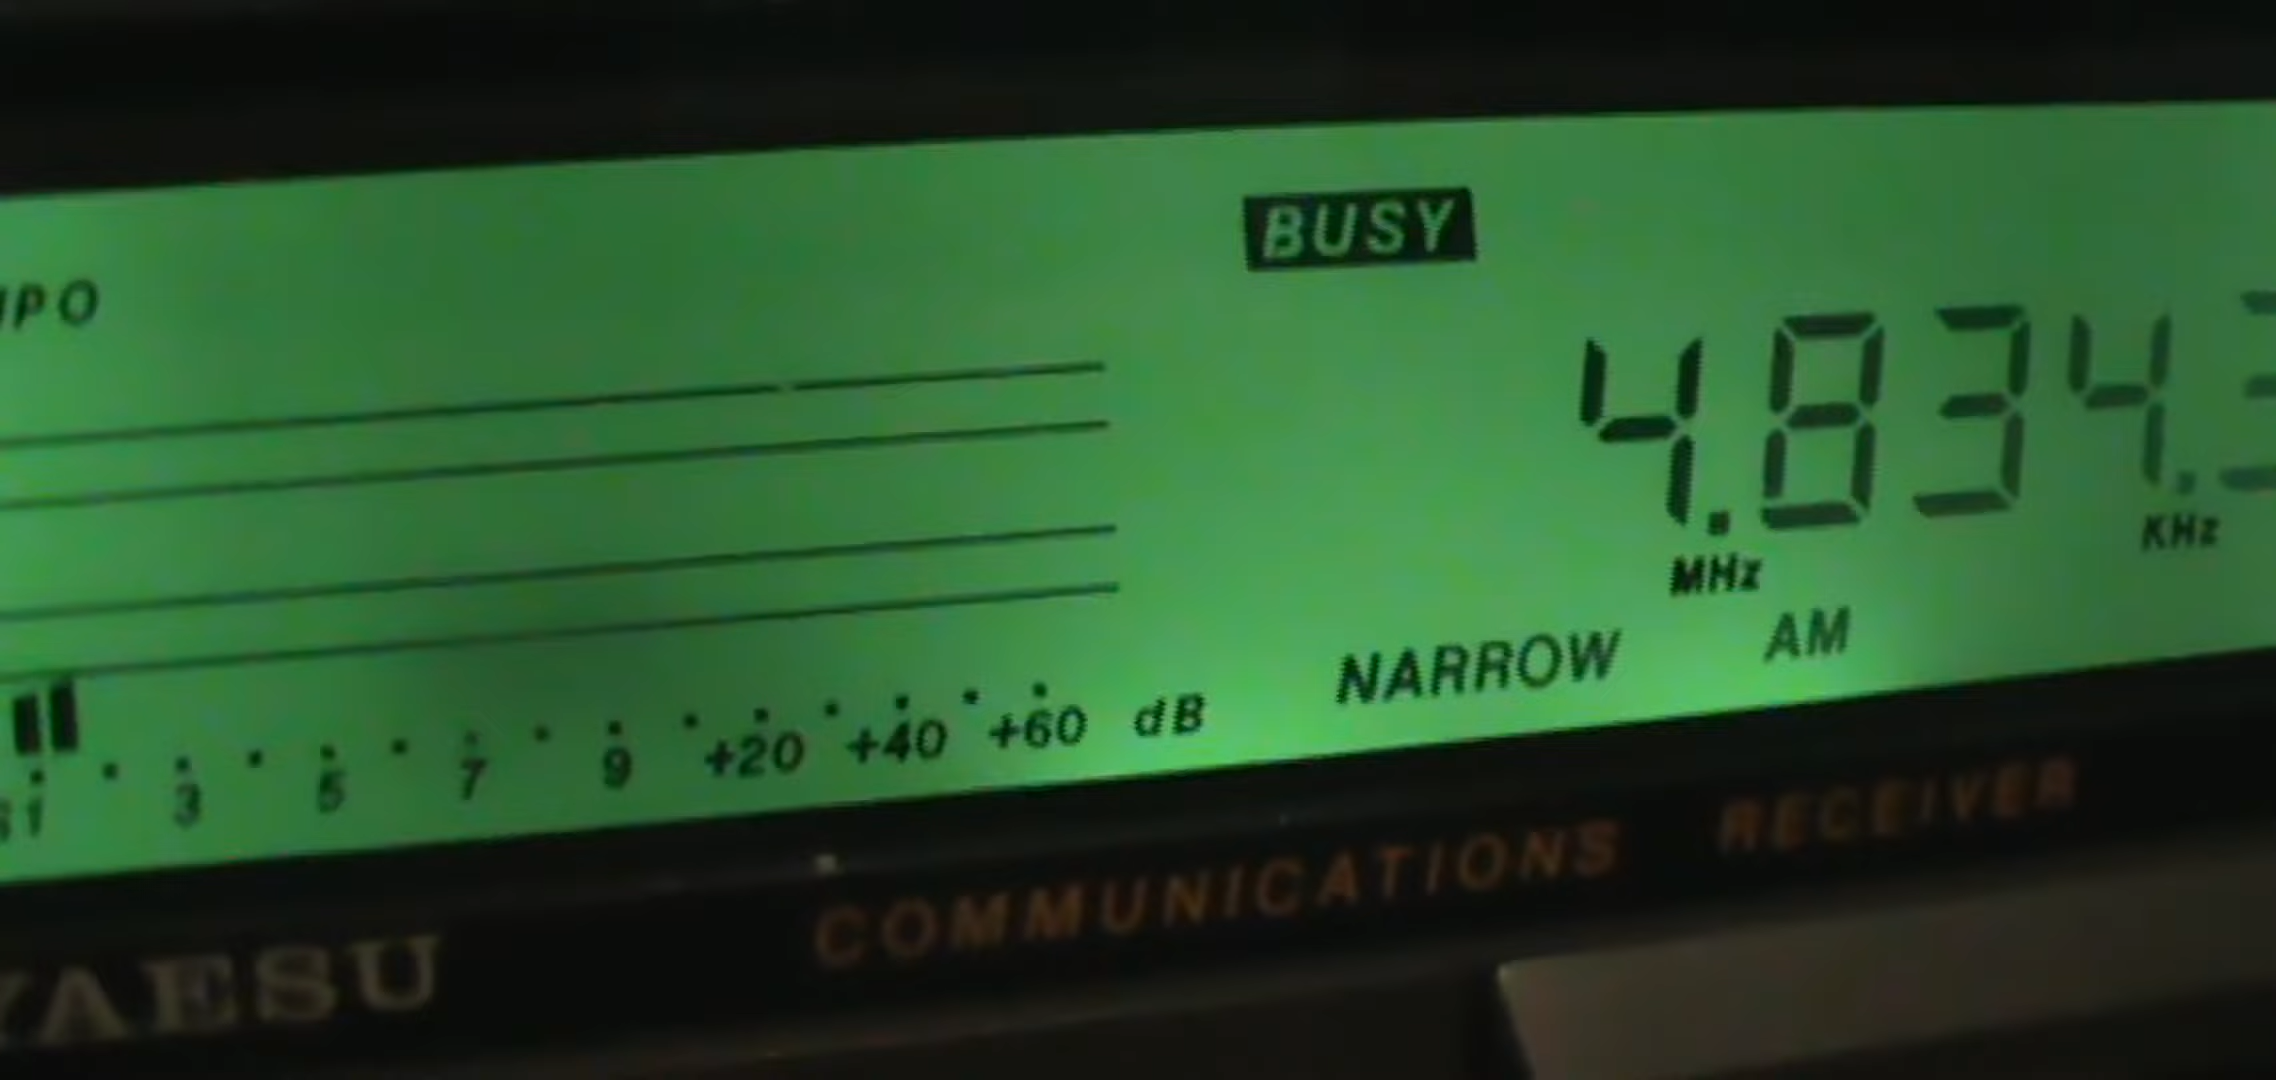 BUSY
4.834.3
MHz KHz
NARROW AM
S1 3 5 7 9 +20 +40 +60 dB
COMMUNICATIONS RECEIVER
YAESU